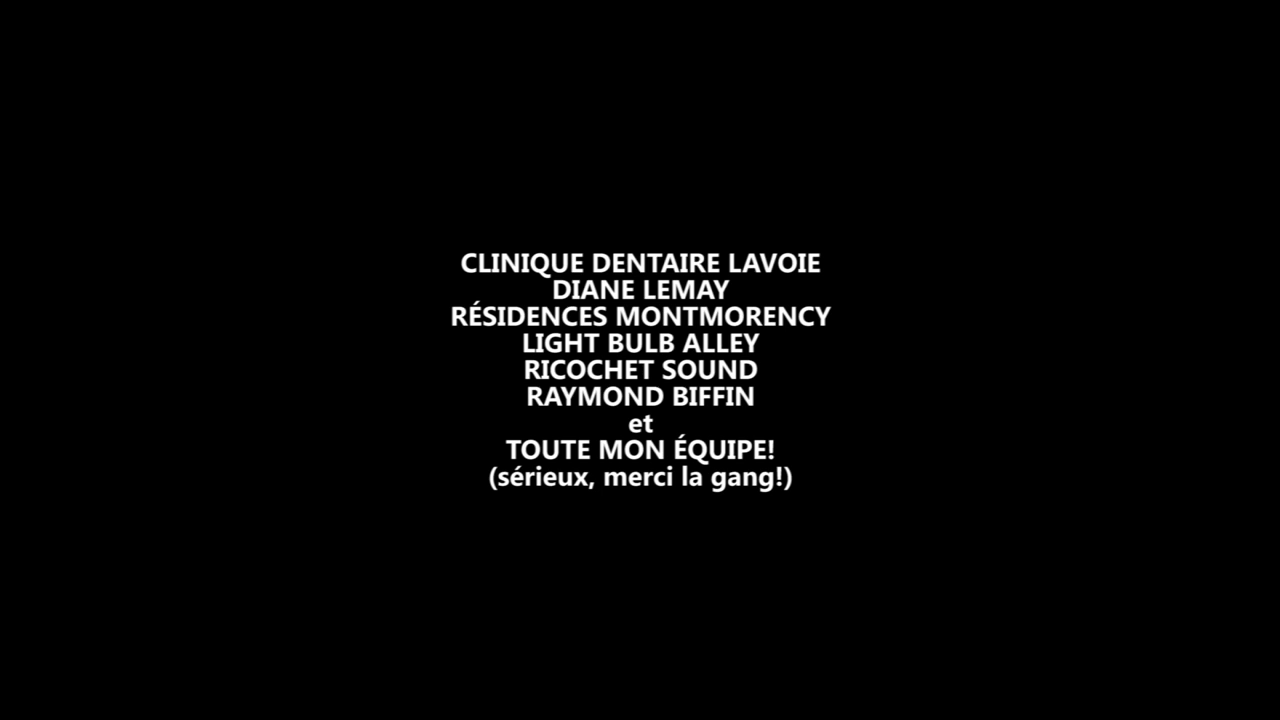 CLINIQUE DENTAIRE LAVOIE
DIANE LEMAY
RÉSIDENCES MONTMORENCY
LIGHT BULB ALLEY
RICOCHET SOUND
RAYMOND BIFFIN
et
TOUTE MON ÉQUIPE!
(sérieux, merci la gang!)